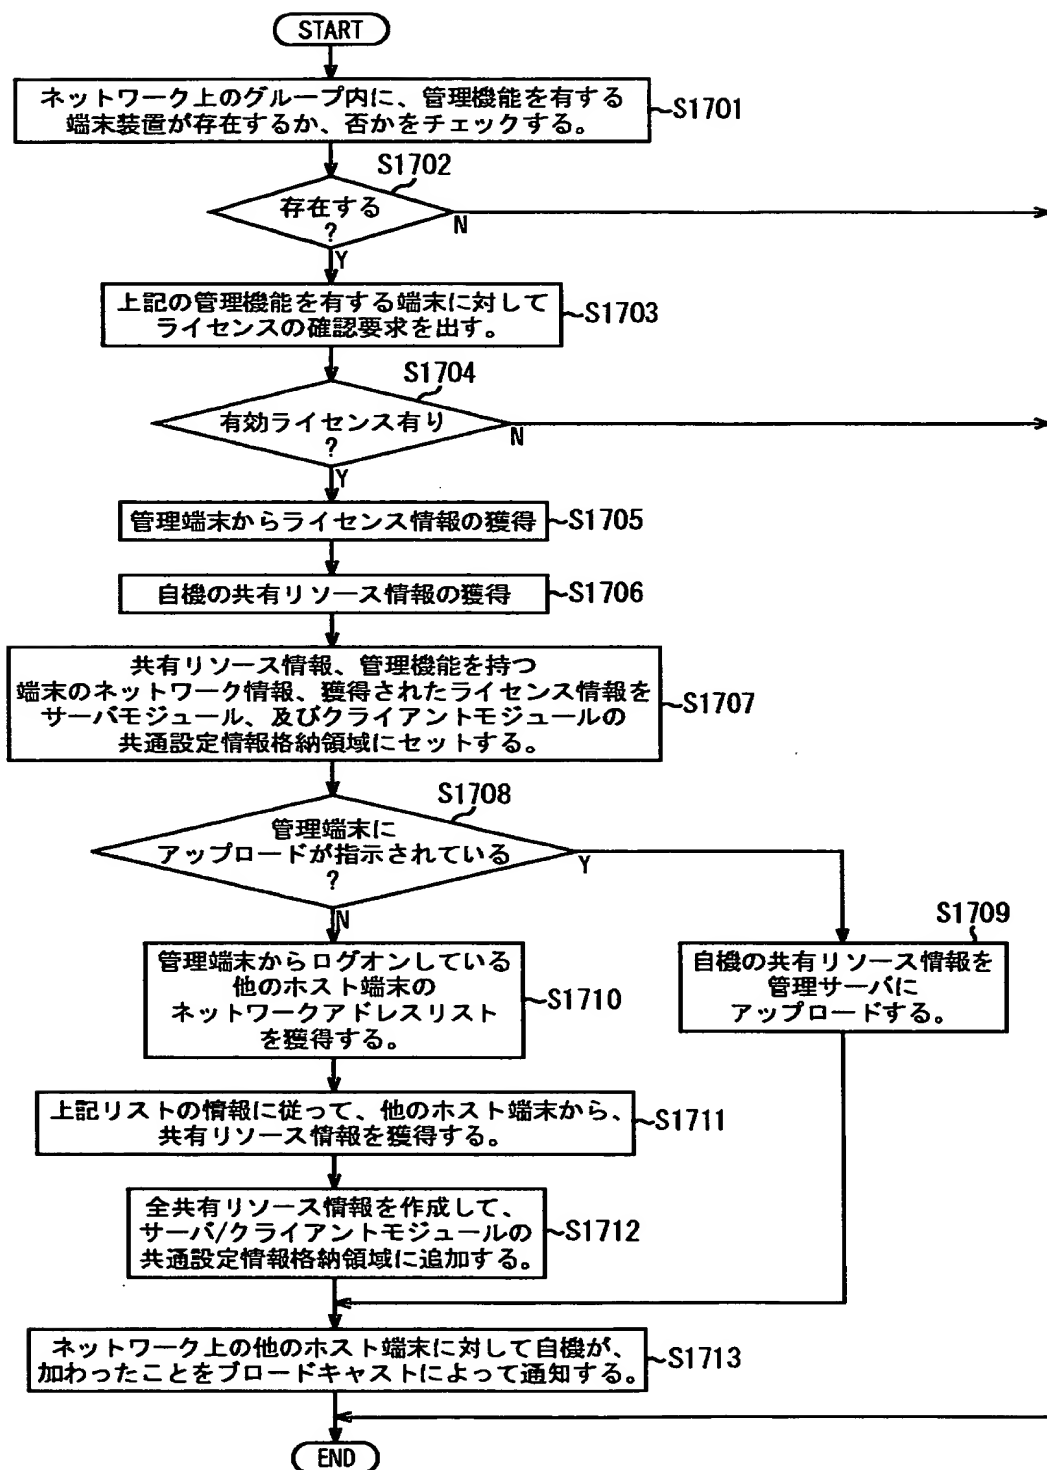 START
ネットワーク上のグループ内に、管理機能を有する
端末装置が存在するか、否かをチェックする。
S1701
S1702
存在する
?
N
Y
上記の管理機能を有する端末に対して
ライセンスの確認要求を出す。
S1703
S1704
有効ライセンス有り
?
N
Y
管理端末からライセンス情報の獲得
S1705
自機の共有リソース情報の獲得
S1706
共有リソース情報、管理機能を持つ
端末のネットワーク情報、獲得されたライセンス情報を
サーバモジュール、及びクライアントモジュールの
共通設定情報格納領域にセットする。
S1707
S1708
管理端末に
アップロードが指示されている
?
Y
N
S1709
自機の共有リソース情報を
管理サーバに
アップロードする。
管理端末からログオンしている
他のホスト端末の
ネットワークアドレスリスト
を獲得する。
S1710
上記リストの情報に従って、他のホスト端末から、
共有リソース情報を獲得する。
S1711
全共有リソース情報を作成して、
サーバ/クライアントモジュールの
共通設定情報格納領域に追加する。
S1712
ネットワーク上の他のホスト端末に対して自機が、
加わったことをブロードキャストによって通知する。
S1713
END